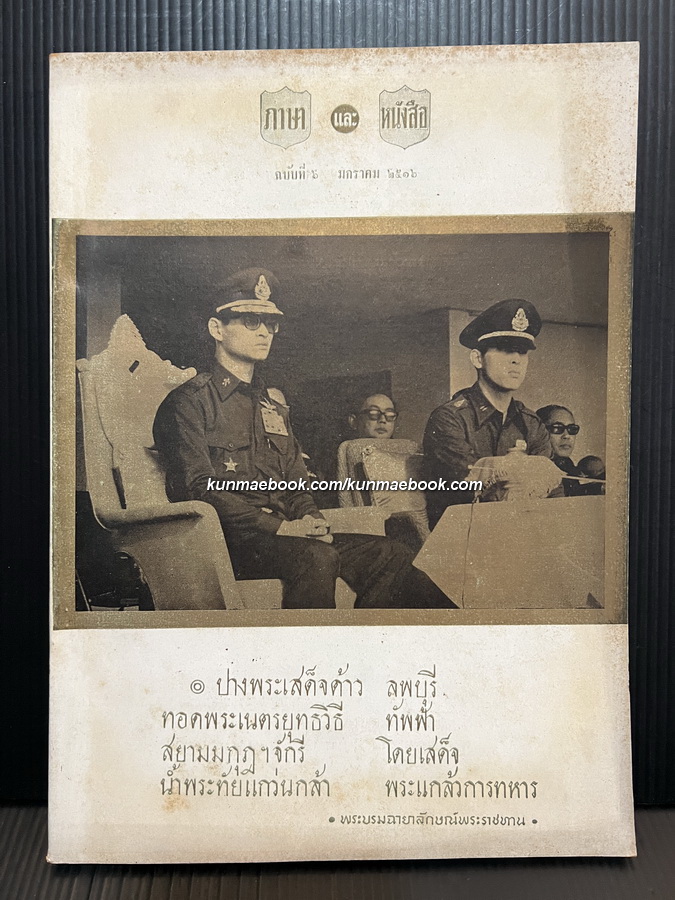 ภาษา และ หนังสือ
ฉบับที่ ๖ มกราคม ๒๕๑๖
kunmaebook.com/kunmaebook.com
๏ ปางพระเสด็จด้าว ลพบุรี
ทอดพระเนตรยุทธวิธี ทัพฟ้า
สยามมกุฎฯจักรี โดยเสด็จ
น้ำพระทัยแกว่นกล้า พระแกล้วการทหาร
• พระบรมฉายาลักษณ์พระราชทาน •